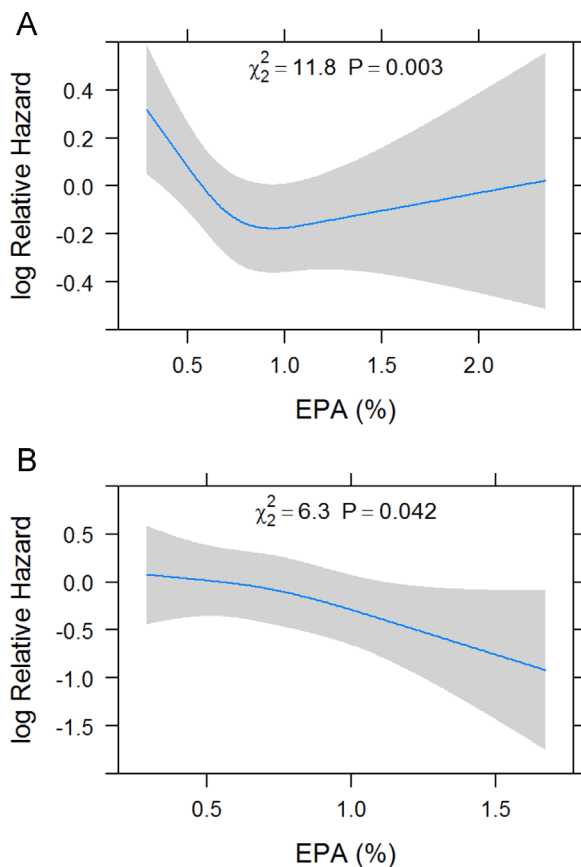 A
χ²₂ = 11.8 P = 0.003
0.4
0.2
0.0
-0.2
-0.4
log Relative Hazard
0.5 1.0 1.5 2.0
EPA (%)
B
χ²₂ = 6.3 P = 0.042
0.5
0.0
-0.5
-1.0
-1.5
log Relative Hazard
0.5 1.0 1.5
EPA (%)